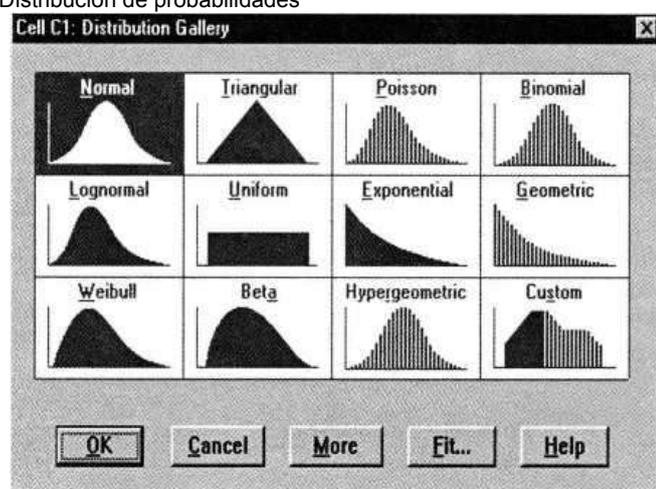 Distribución de probabilidades
Cell C1: Distribution Gallery
Normal
Triangular
Poisson
Binomial
Lognormal
Uniform
Exponential
Geometric
Weibull
Beta
Hypergeometric
Custom
OK
Cancel
More
Fit...
Help